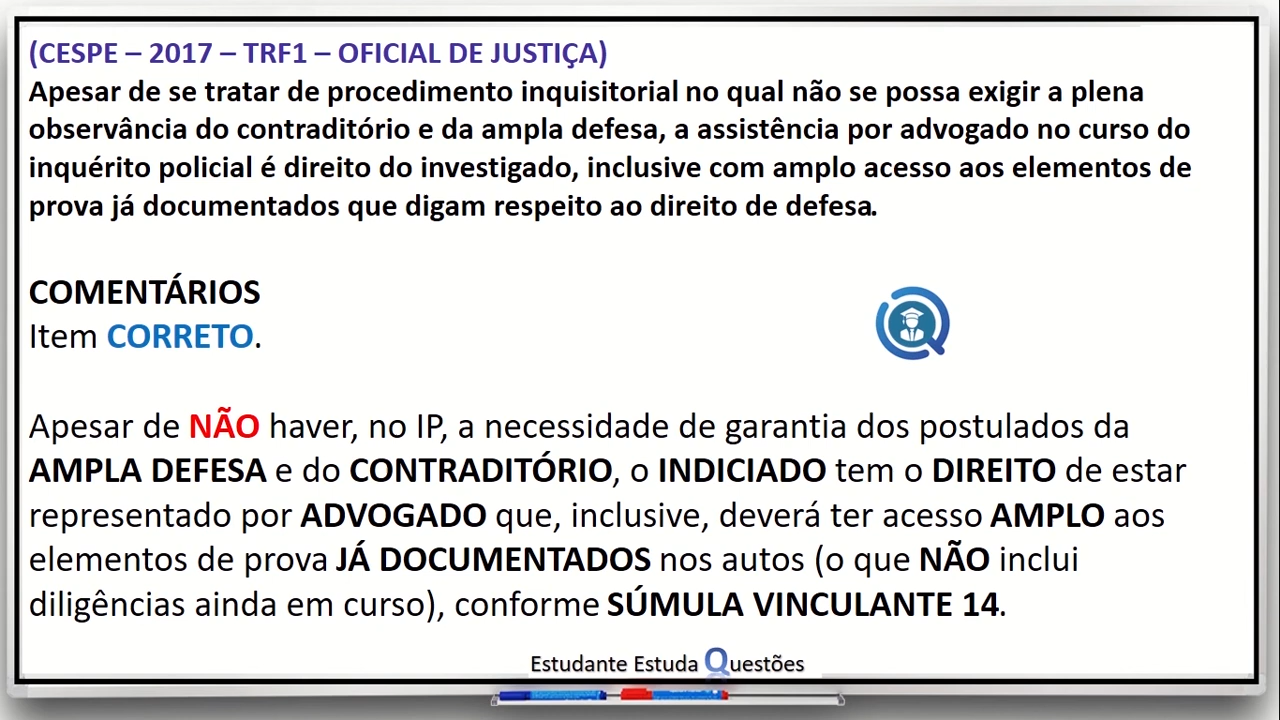 (CESPE – 2017 – TRF1 – OFICIAL DE JUSTIÇA)
Apesar de se tratar de procedimento inquisitorial no qual não se possa exigir a plena
observância do contraditório e da ampla defesa, a assistência por advogado no curso do
inquérito policial é direito do investigado, inclusive com amplo acesso aos elementos de
prova já documentados que digam respeito ao direito de defesa.
COMENTÁRIOS
Item CORRETO.
Apesar de NÃO haver, no IP, a necessidade de garantia dos postulados da
AMPLA DEFESA e do CONTRADITÓRIO, o INDICIADO tem o DIREITO de estar
representado por ADVOGADO que, inclusive, deverá ter acesso AMPLO aos
elementos de prova JÁ DOCUMENTADOS nos autos (o que NÃO inclui
diligências ainda em curso), conforme SÚMULA VINCULANTE 14.
Estudante Estuda Questões